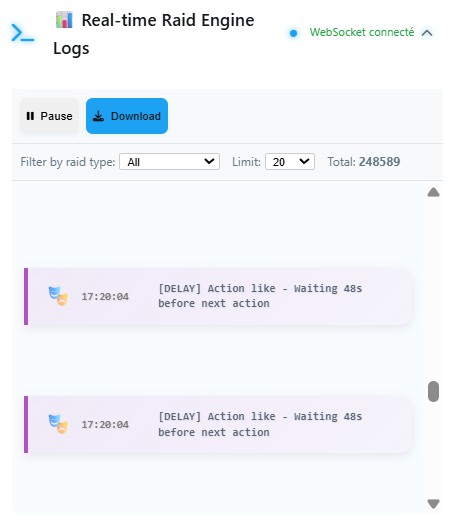 Real-time Raid Engine
Logs
WebSocket connecté
Pause
Download
Filter by raid type: All Limit: 20 Total: 248589
17:20:04 [DELAY] Action like - Waiting 48s
before next action
17:20:04 [DELAY] Action like - Waiting 48s
before next action